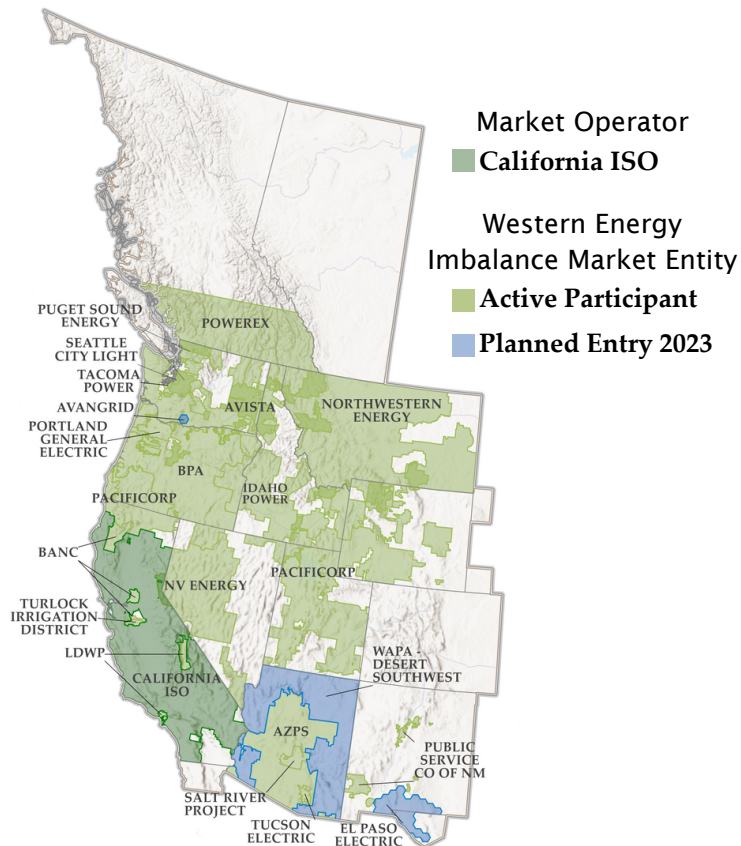 Market Operator
California ISO
Western Energy
Imbalance Market Entity
Active Participant
Planned Entry 2023
PUGET SOUND
ENERGY
POWEREX
SEATTLE
CITY LIGHT
TACOMA
POWER
AVANGRID
AVISTA
NORTHWESTERN
ENERGY
PORTLAND
GENERAL
ELECTRIC
BPA
IDAHO
POWER
PACIFICORP
BANC
NV ENERGY
PACIFICORP
TURLOCK
IRRIGATION
DISTRICT
LDWP
CALIFORNIA
ISO
WAPA -
DESERT
SOUTHWEST
AZPS
PUBLIC
SERVICE
CO OF NM
SALT RIVER
PROJECT
TUCSON
ELECTRIC
EL PASO
ELECTRIC